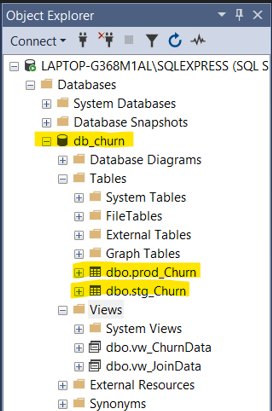 Object Explorer
Connect
LAPTOP-G368M1AL\SQLEXPRESS (SQL S
Databases
System Databases
Database Snapshots
db_churn
Database Diagrams
Tables
System Tables
FileTables
External Tables
Graph Tables
dbo.prod_Churn
dbo.stg_Churn
Views
System Views
dbo.vw_ChurnData
dbo.vw_JoinData
External Resources
Synonyms